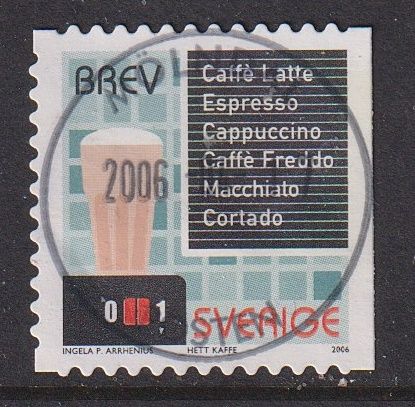 BREV
Caffè Latte
Espresso
Cappuccino
Caffè Freddo
Macchiato
Cortado
2006
0 1
SVERIGE
INGELA P. ARRHENIUS HETT KAFFE 2006